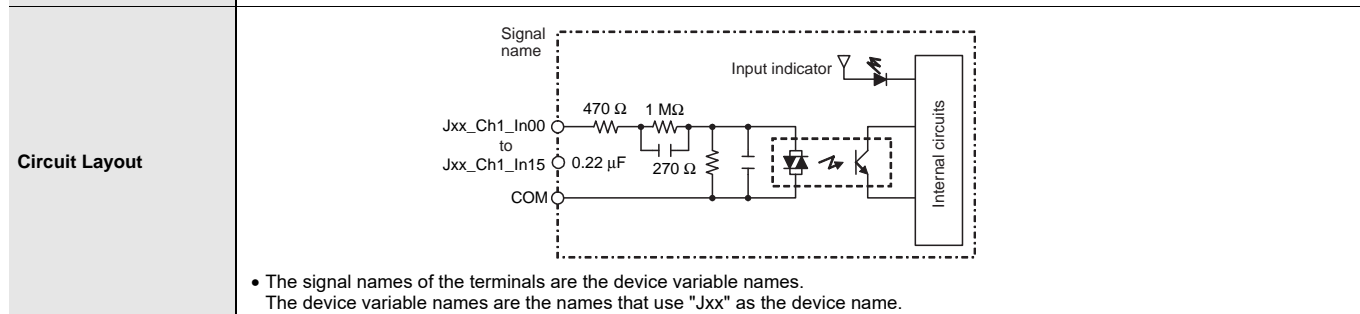 Circuit Layout
Signal
name
Input indicator
470 Ω 1 MΩ
Jxx_Ch1_In00
to
Jxx_Ch1_In15 0.22 μF 270 Ω
COM
Internal circuits
• The signal names of the terminals are the device variable names.
The device variable names are the names that use "Jxx" as the device name.